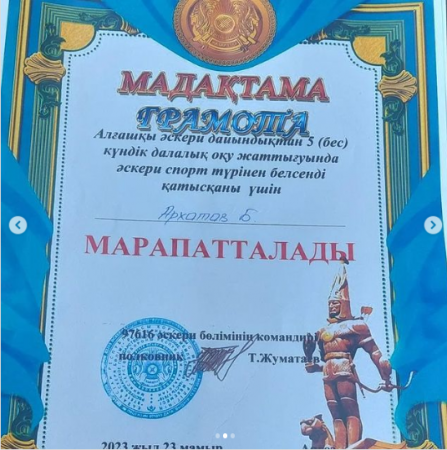 МАДАҚТАМА
ГРАМОТА
Алғашқы әскери дайындықтан 5 (бес)
күндік далалық оқу жаттығуында
әскери спорт түрінен белсенді
қатысқаны үшін
Архатаз Б.
МАРАПАТТАЛАДЫ
97616 әскери бөлімінің командирі
полковник Т.Жуматаев
2023 жыл 23 мамыр